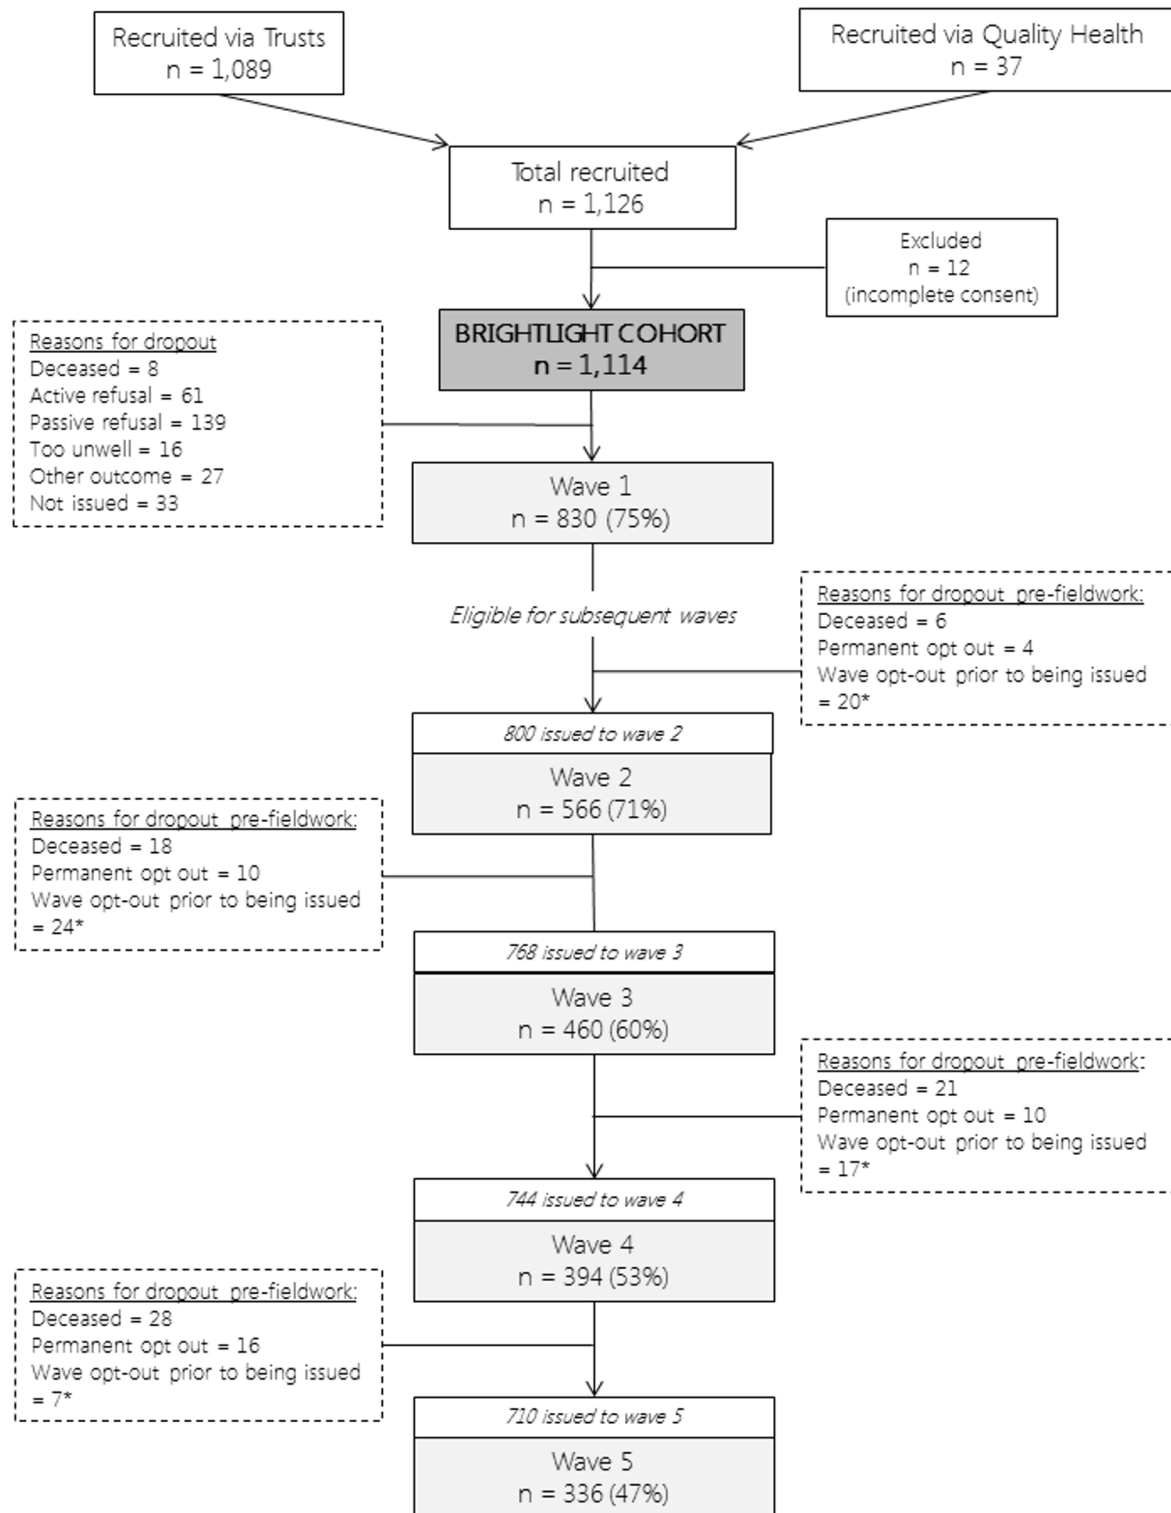 Recruited via Trusts
n = 1,089
Recruited via Quality Health
n = 37
Total recruited
n = 1,126
Excluded
n = 12
(incomplete consent)
BRIGHTLIGHT COHORT
n = 1,114
Reasons for dropout
Deceased = 8
Active refusal = 61
Passive refusal = 139
Too unwell = 16
Other outcome = 27
Not issued = 33
Wave 1
n = 830 (75%)
Eligible for subsequent waves
Reasons for dropout pre-fieldwork:
Deceased = 6
Permanent opt out = 4
Wave opt-out prior to being issued
= 20*
800 issued to wave 2
Wave 2
n = 566 (71%)
Reasons for dropout pre-fieldwork:
Deceased = 18
Permanent opt out = 10
Wave opt-out prior to being issued
= 24*
768 issued to wave 3
Wave 3
n = 460 (60%)
Reasons for dropout pre-fieldwork:
Deceased = 21
Permanent opt out = 10
Wave opt-out prior to being issued
= 17*
744 issued to wave 4
Wave 4
n = 394 (53%)
Reasons for dropout pre-fieldwork:
Deceased = 28
Permanent opt out = 16
Wave opt-out prior to being issued
= 7*
710 issued to wave 5
Wave 5
n = 336 (47%)